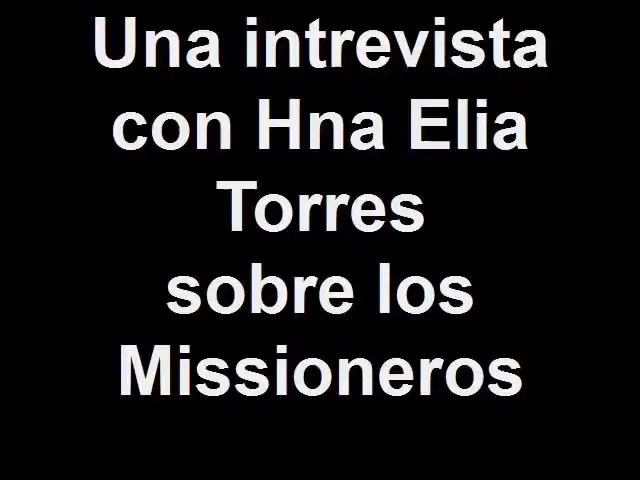 Una intrevista
con Hna Elia
Torres
sobre los
Missioneros